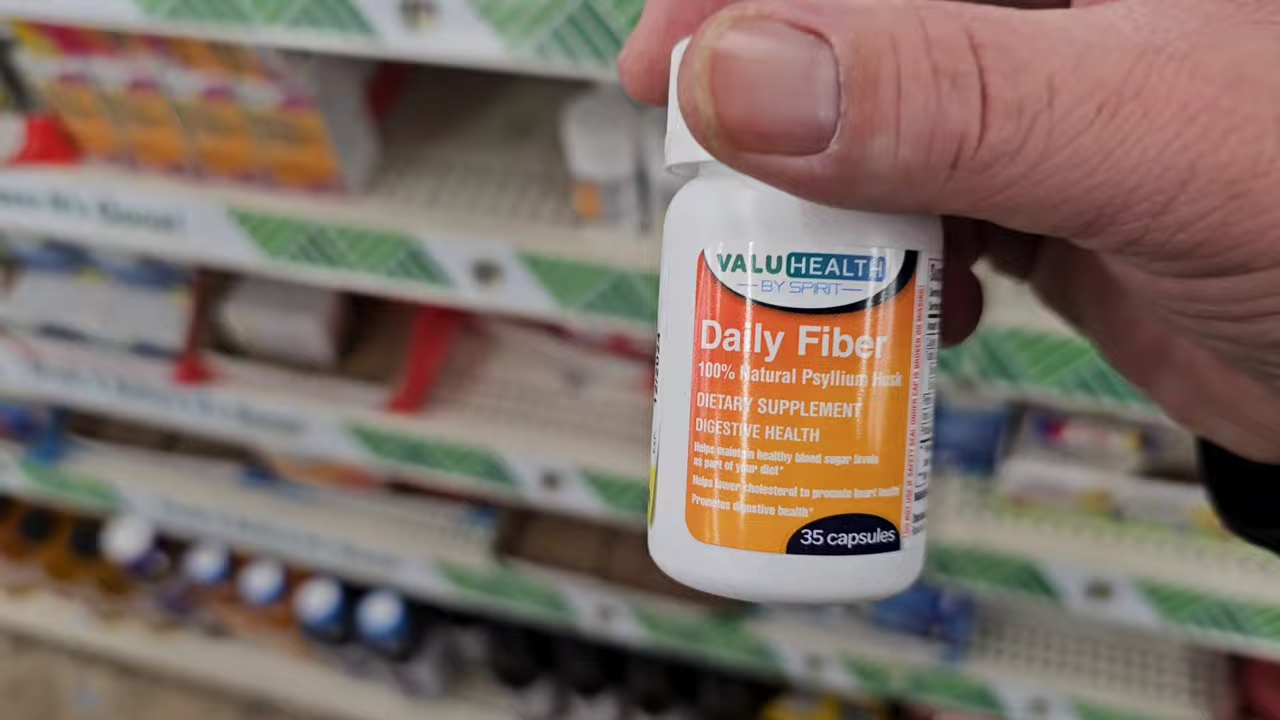 VALUHEALTH
BY SPIRIT
Daily Fiber
100% Natural Psyllium Husk
DIETARY SUPPLEMENT
DIGESTIVE HEALTH
Helps maintain healthy blood sugar levels
as part of your diet*
Helps lower cholesterol to promote heart health
Promotes digestive health*
35 capsules